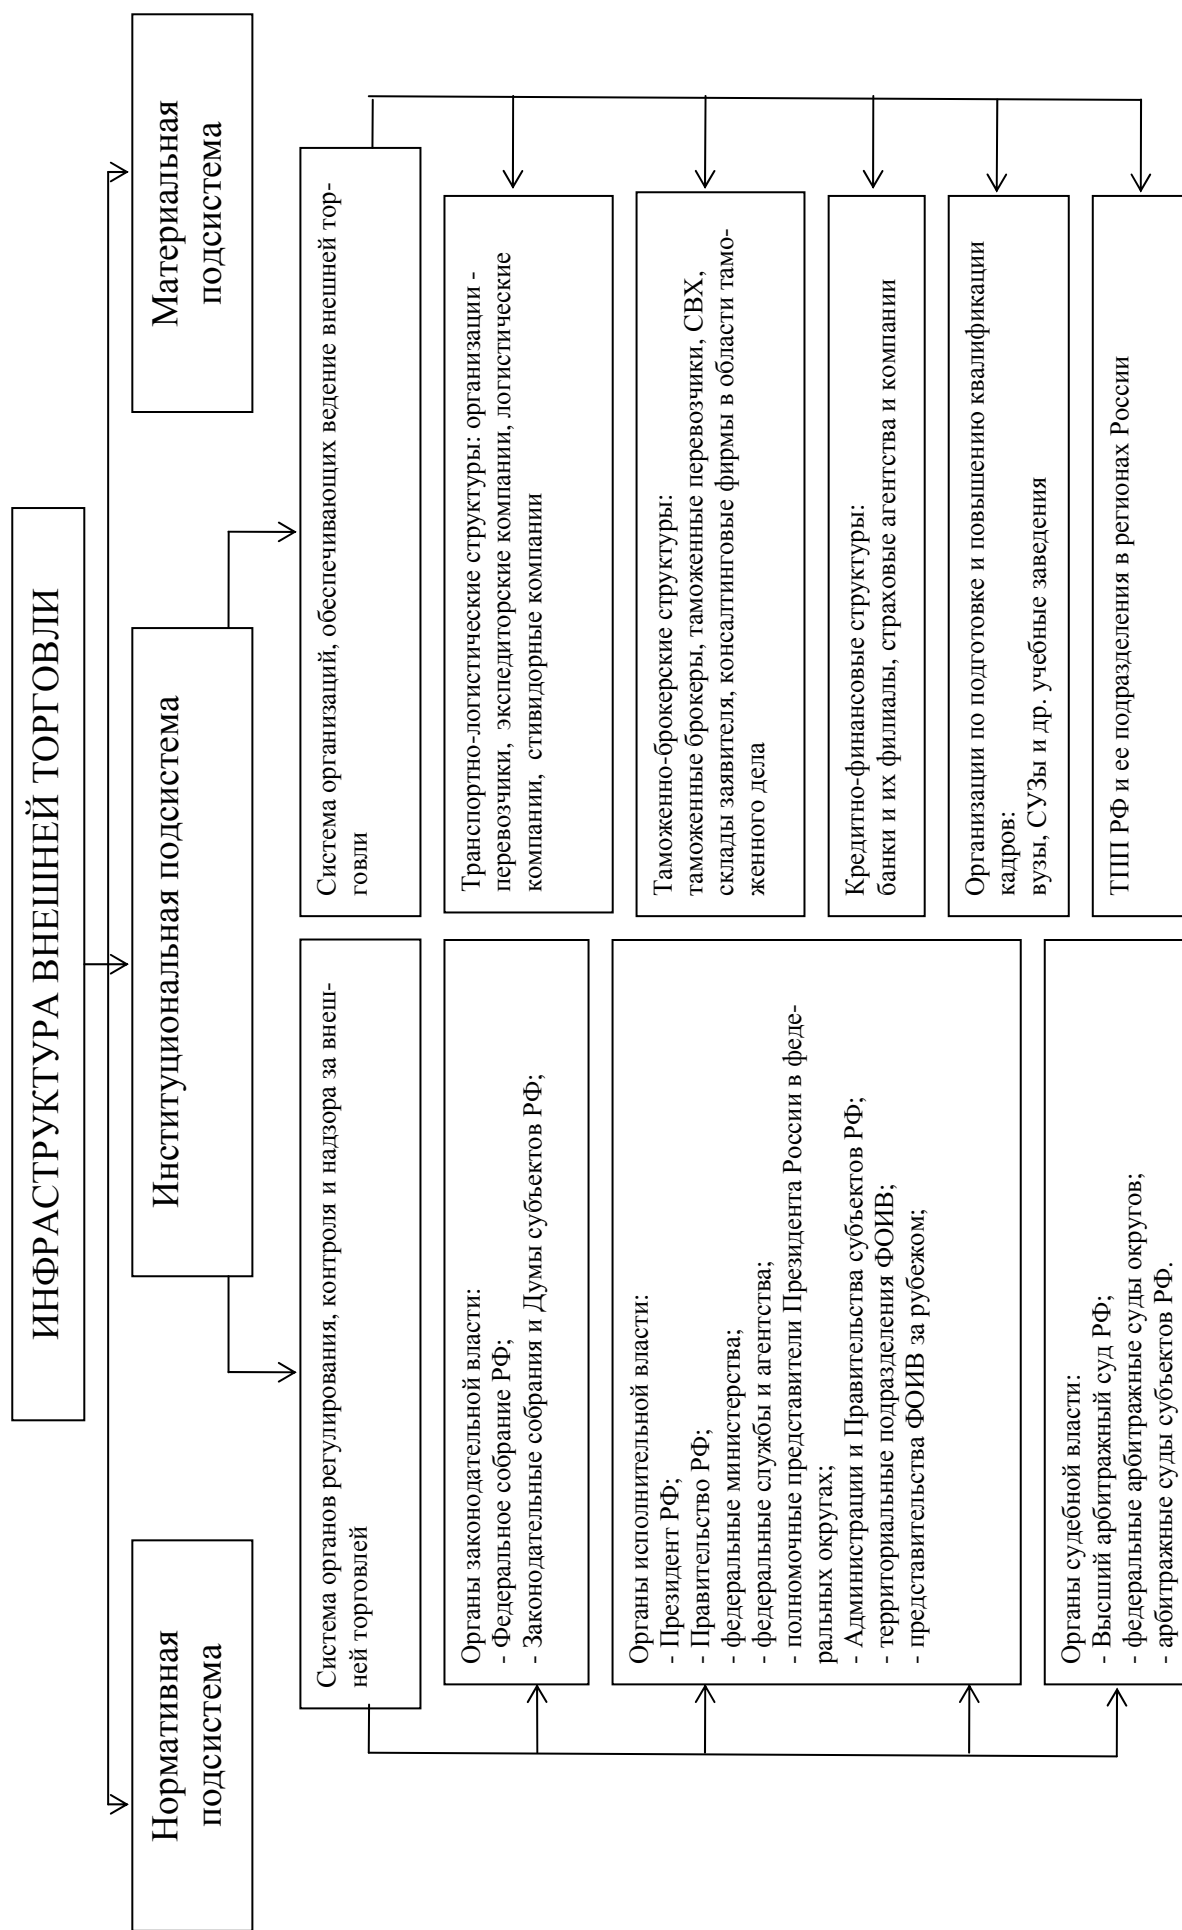 ИНФРАСТРУКТУРА ВНЕШНЕЙ ТОРГОВЛИ
Нормативная
подсистема
Институциональная подсистема
Материальная
подсистема
Система органов регулирования, контроля и надзора за внеш-
ней торговлей
Органы законодательной власти:
- Федеральное собрание РФ;
- Законодательные собрания и Думы субъектов РФ;
Органы исполнительной власти:
- Президент РФ;
- Правительство РФ;
- федеральные министерства;
- федеральные службы и агентства;
- полномочные представители Президента России в феде-
ральных округах;
- Администрации и Правительства субъектов РФ;
- территориальные подразделения ФОИВ;
- представительства ФОИВ за рубежом;
Органы судебной власти:
- Высший арбитражный суд РФ;
- федеральные арбитражные суды округов;
- арбитражные суды субъектов РФ.
Система организаций, обеспечивающих ведение внешней тор-
говли
Транспортно-логистические структуры: организации -
перевозчики, экспедиторские компании, логистические
компании, стивидорные компании
Таможенно-брокерские структуры:
таможенные брокеры, таможенные перевозчики, СВХ,
склады заявителя, консалтинговые фирмы в области тамо-
женного дела
Кредитно-финансовые структуры:
банки и их филиалы, страховые агентства и компании
Организации по подготовке и повышению квалификации
кадров:
вузы, СУЗы и др. учебные заведения
ТПП РФ и ее подразделения в регионах России